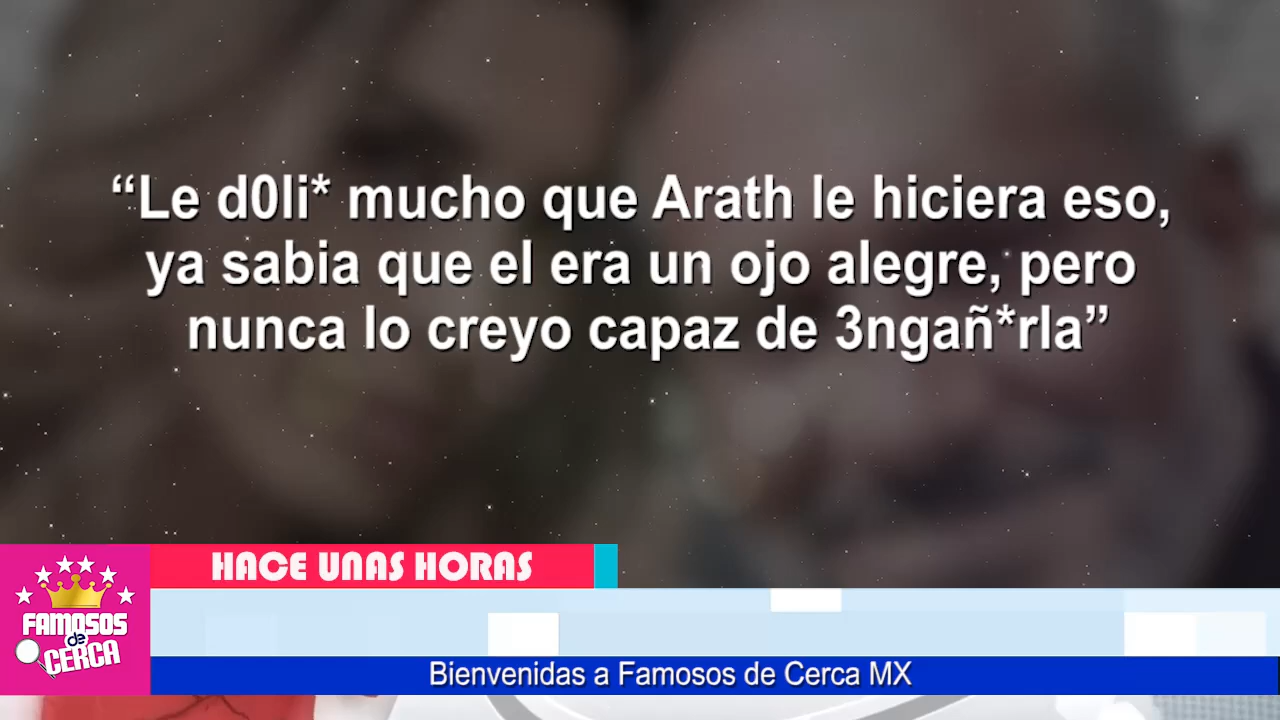 “Le d0li* mucho que Arath le hiciera eso,
ya sabia que el era un ojo alegre, pero
nunca lo creyo capaz de 3ngañ*rla”
HACE UNAS HORAS
FAMOSOS
de
CERCA
Bienvenidas a Famosos de Cerca MX